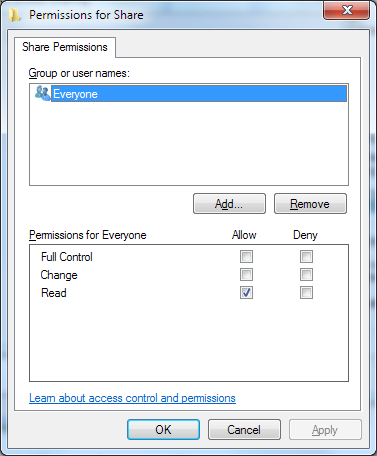 Permissions for Share
Share Permissions
Group or user names:
Everyone
Add... Remove
Permissions for Everyone Allow Deny
Full Control
Change
Read
Learn about access control and permissions
OK Cancel Apply